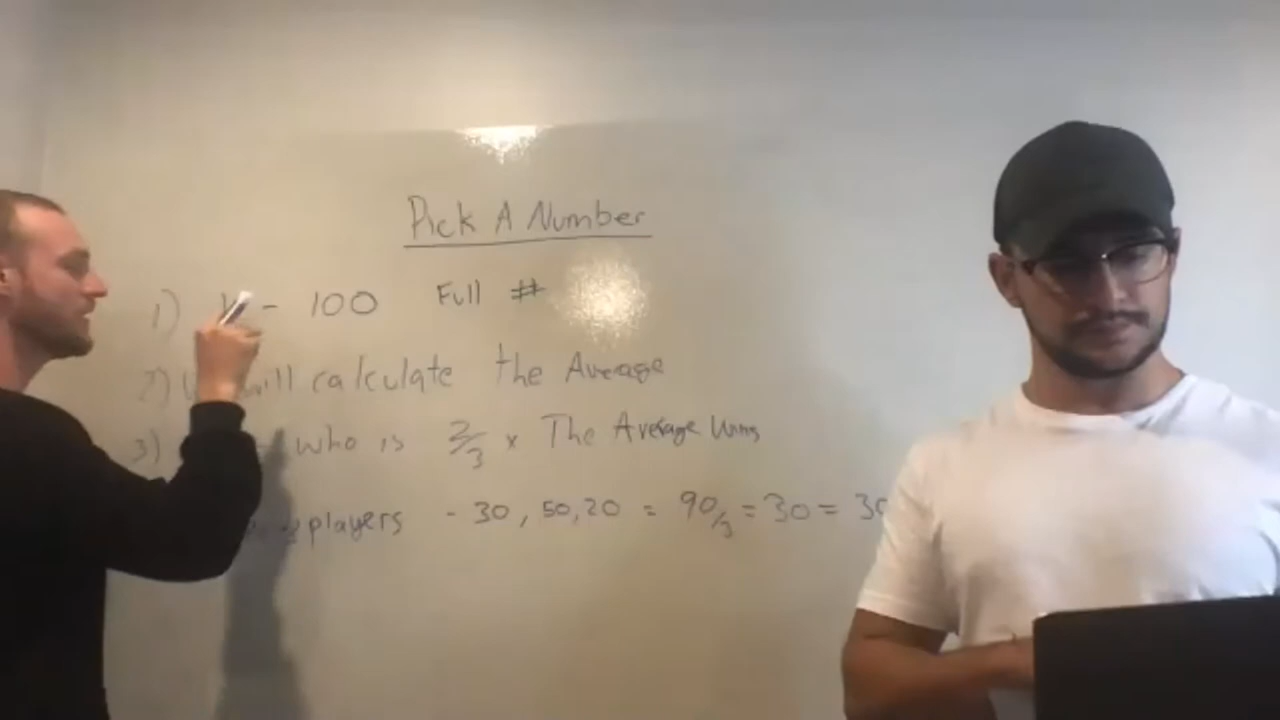 Pick A Number
1) - 100 Full #
2) will calculate the Average
3) who is 2/3 x The Average Wins
players - 30, 50, 20 = 90/3 = 30 = 30